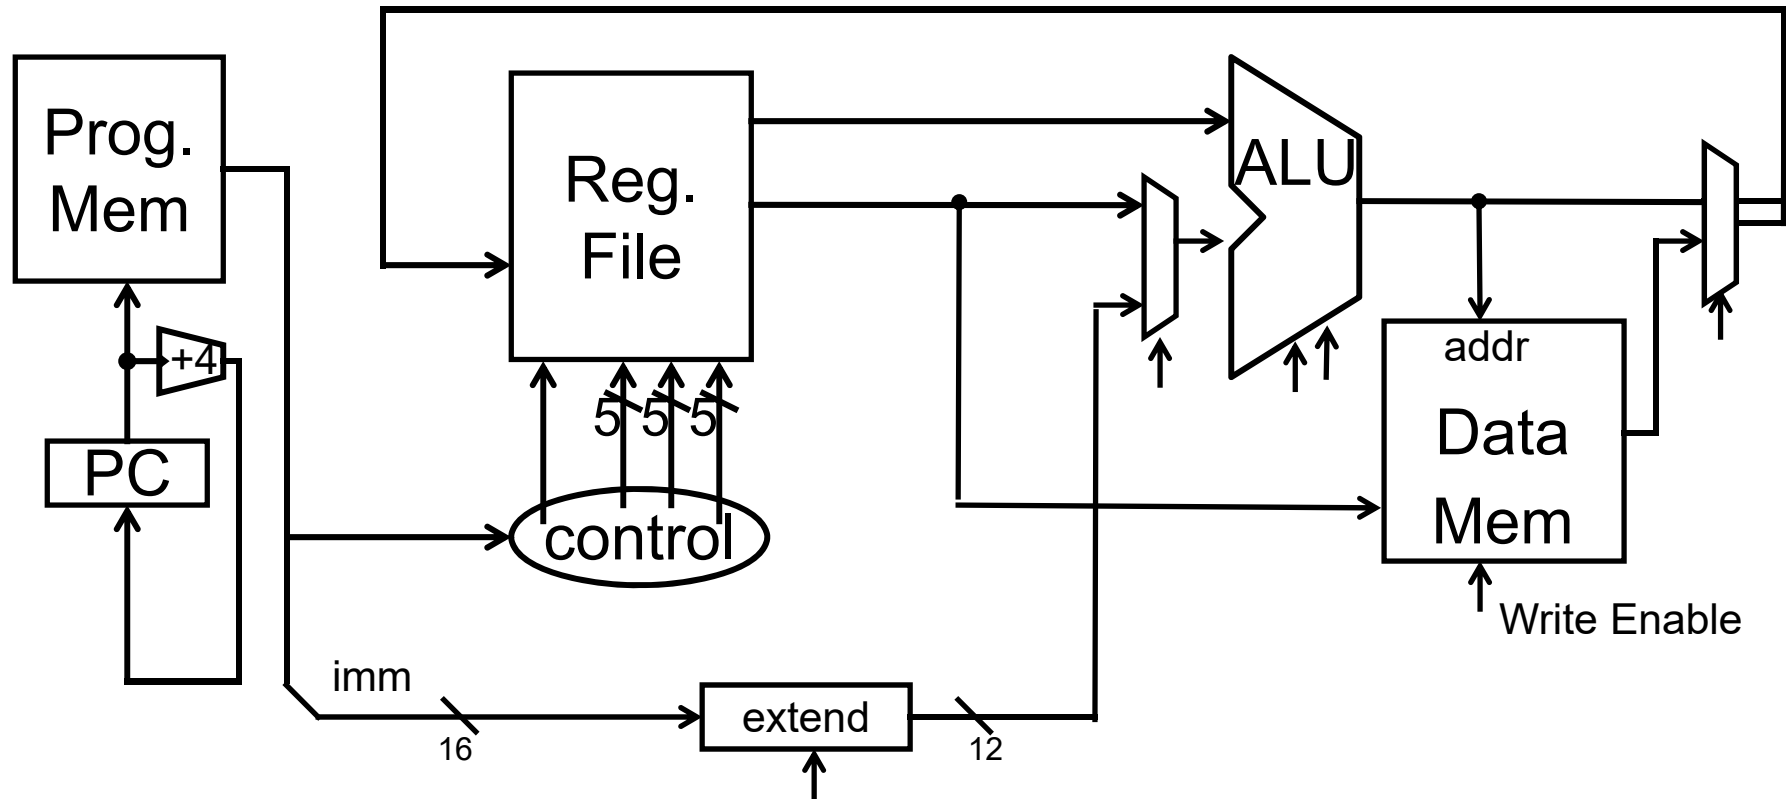 Prog.
Mem
+4
PC
Reg.
File
5 5 5
control
imm
16
extend
12
ALU
addr
Data
Mem
Write Enable